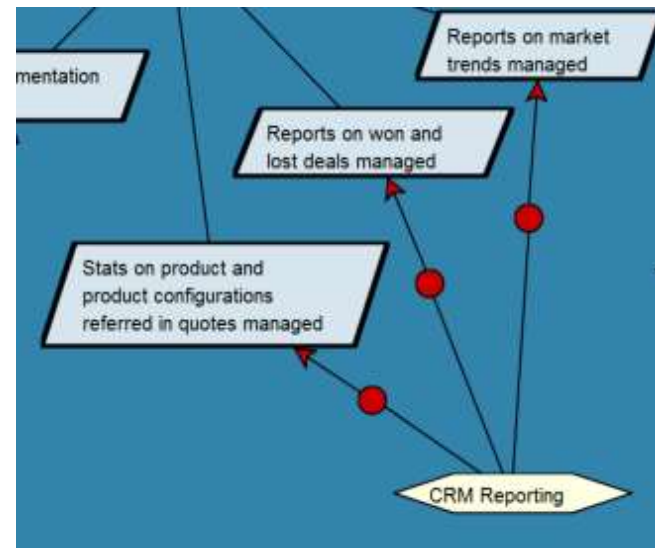 Reports on market
trends managed
mentation
Reports on won and
lost deals managed
Stats on product and
product configurations
referred in quotes managed
CRM Reporting